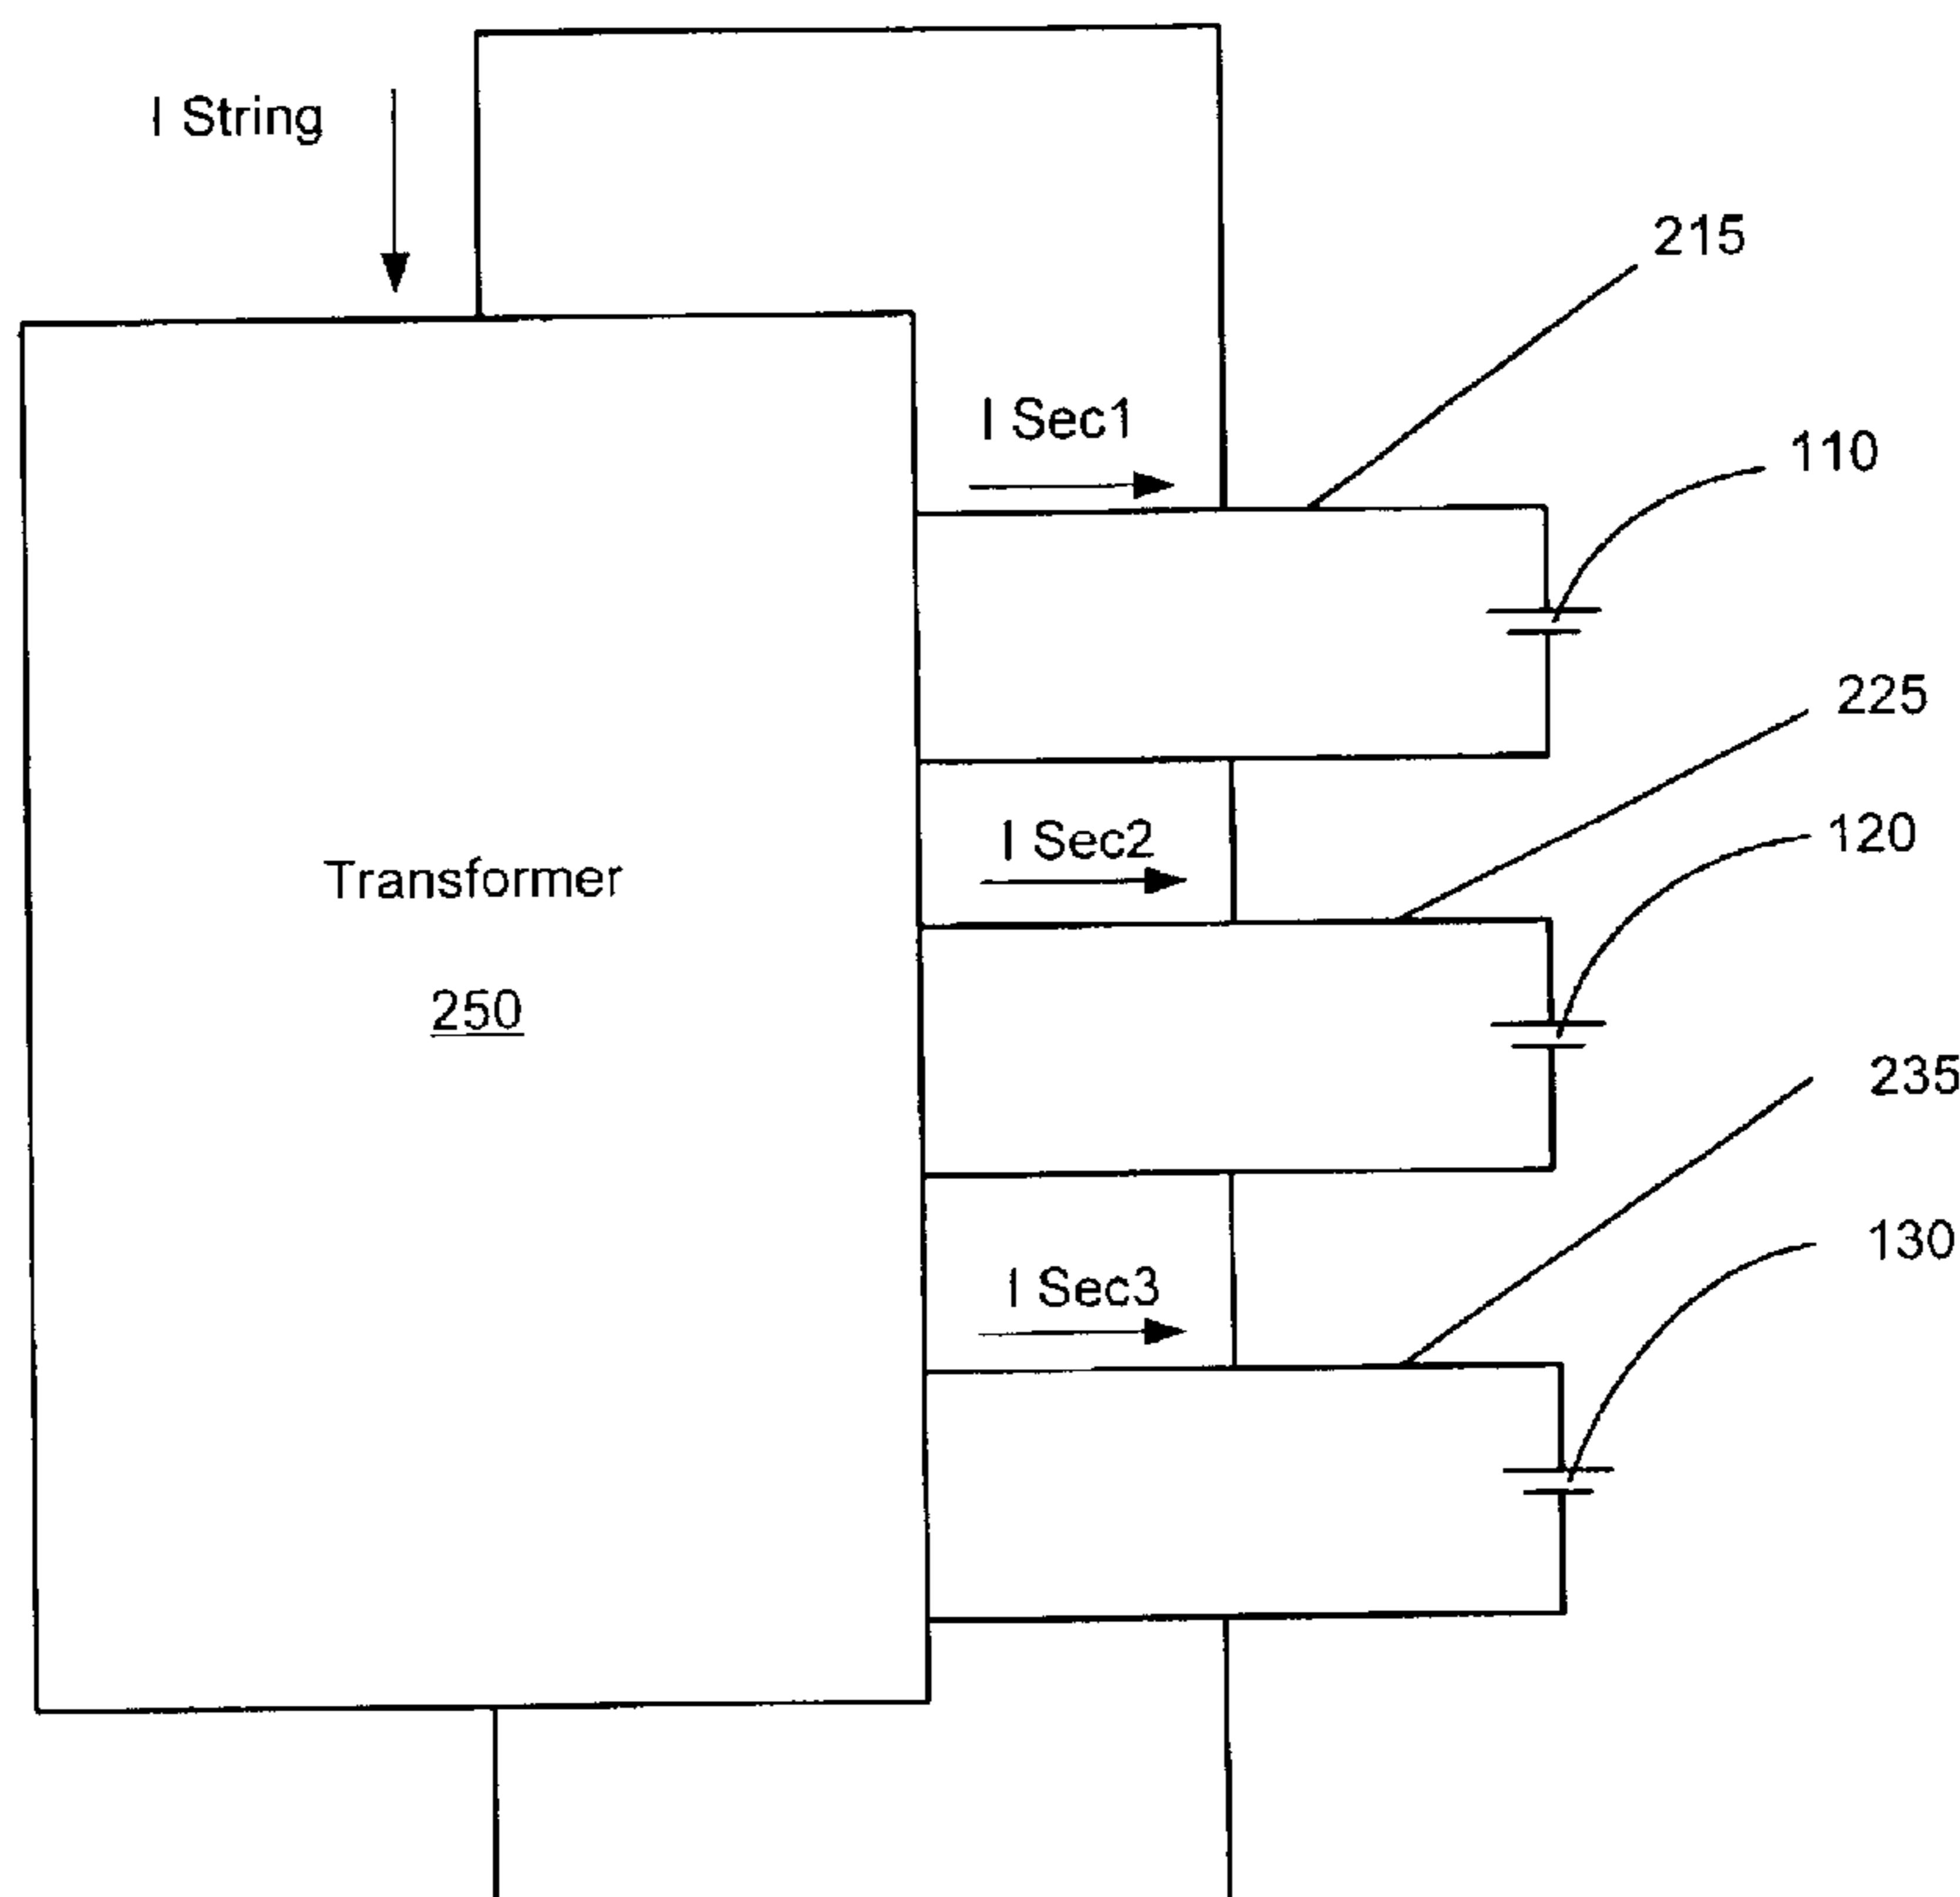 I String
215
I Sec1
110
225
I Sec2
120
Transformer
250
235
130
I Sec3